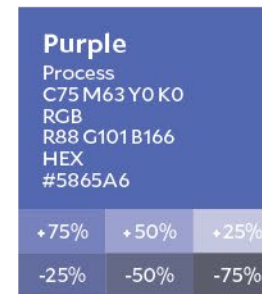 Purple
Process
C75 M63 Y0 K0
RGB
R88 G101 B166
HEX
#5865A6
+75% +50% +25%
-25% -50% -75%